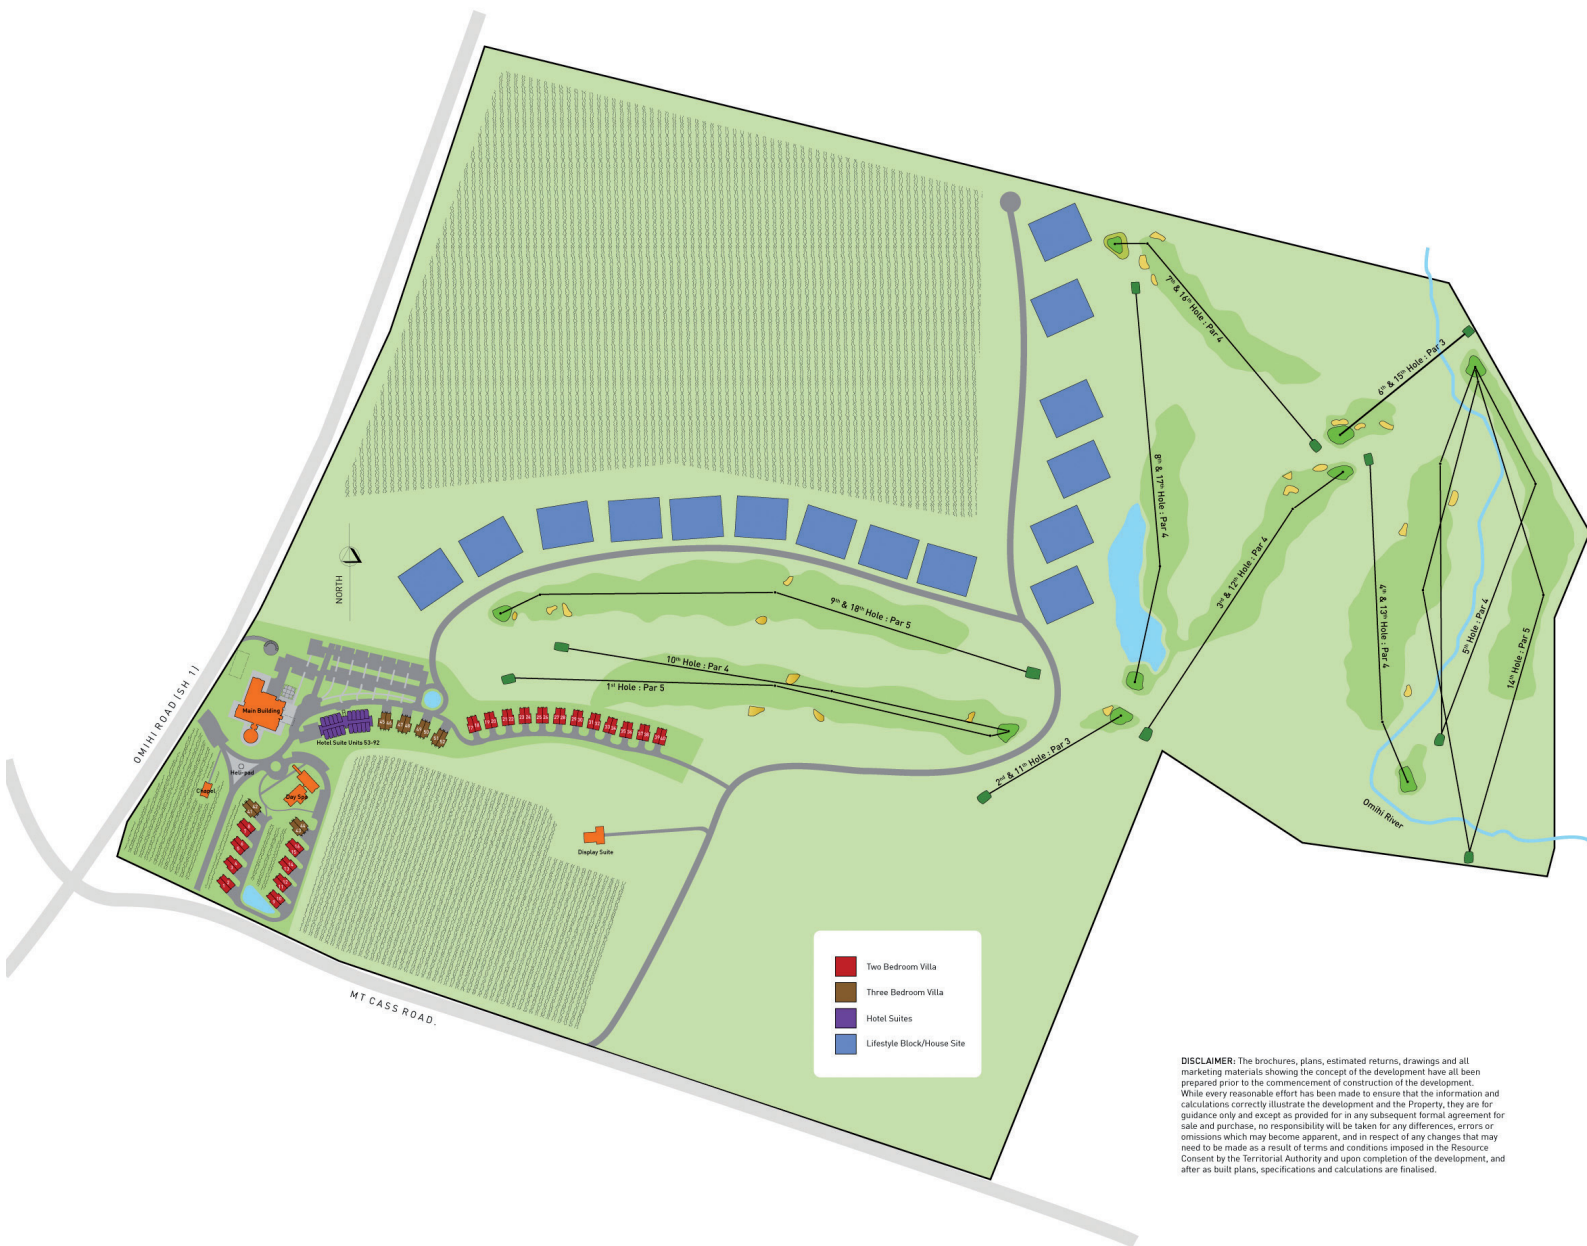 OMIHI ROAD (SH 1)
NORTH
7th & 16th Hole : Par 4
6th & 15th Hole : Par 3
8th & 17th Hole : Par 4
3rd & 12th Hole : Par 4
4th & 13th Hole : Par 4
5th Hole : Par 4
14th Hole : Par 5
9th & 18th Hole : Par 5
10th Hole : Par 4
1st Hole : Par 5
2nd & 11th Hole : Par 3
Omihi River
Main Building
Hotel Suite Units 53-92
Heli-pad
Chapel
Day Spa
Display Suite
MT CASS ROAD.
Two Bedroom Villa
Three Bedroom Villa
Hotel Suites
Lifestyle Block/House Site
DISCLAIMER: The brochures, plans, estimated returns, drawings and all
marketing materials showing the concept of the development have all been
prepared prior to the commencement of construction of the development.
While every reasonable effort has been made to ensure that the information and
calculations correctly illustrate the development and the Property, they are for
guidance only and except as provided for in any subsequent formal agreement for
sale and purchase, no responsibility will be taken for any differences, errors or
omissions which may become apparent, and in respect of any changes that may
need to be made as a result of terms and conditions imposed in the Resource
Consent by the Territorial Authority and upon completion of the development, and
after as built plans, specifications and calculations are finalised.